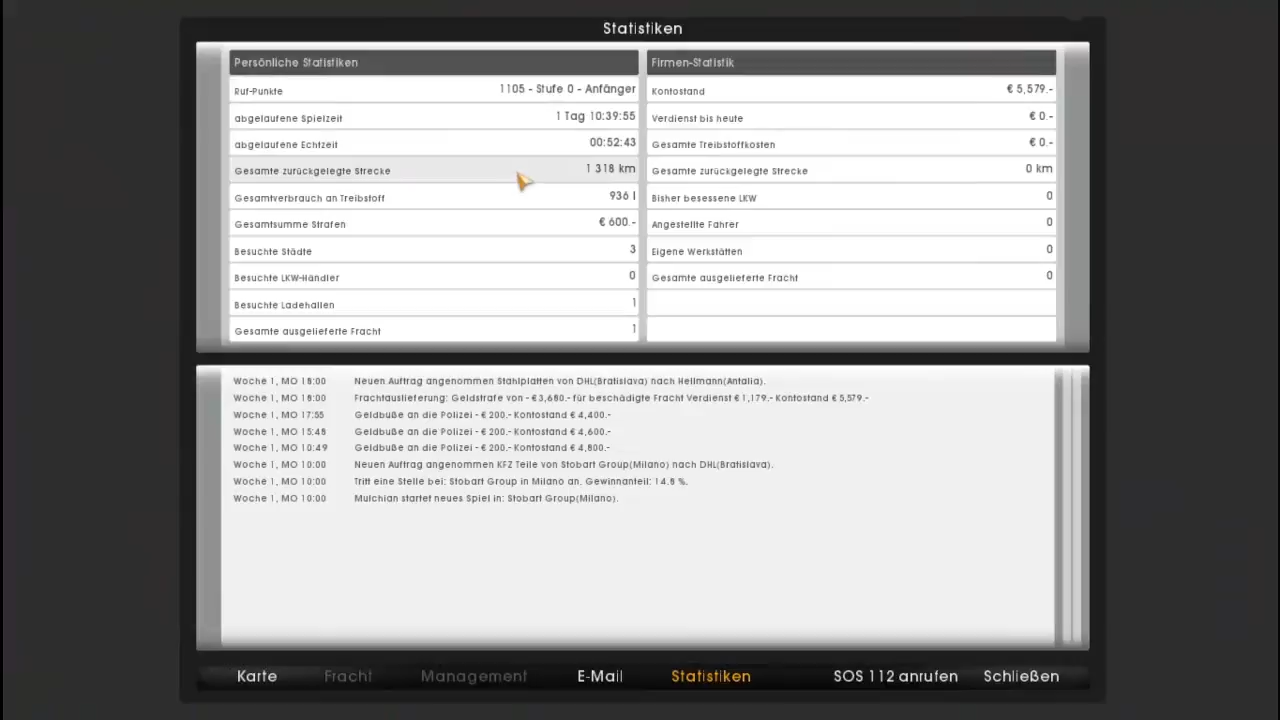 Statistiken
Persönliche Statistiken
Ruf-Punkte 1105 - Stufe 0 - Anfänger
abgelaufene Spielzeit 1 Tag 10:39:55
abgelaufene Echtzeit 00:52:43
Gesamte zurückgelegte Strecke 1 318 km
Gesamtverbrauch an Treibstoff 936 l
Gesamtsumme Strafen € 600.-
Besuchte Städte 3
Besuchte LKW-Händler 0
Besuchte Ladehallen 1
Gesamte ausgelieferte Fracht 1
Firmen-Statistik
Kontostand € 5,579.-
Verdienst bis heute € 0.-
Gesamte Treibstoffkosten € 0.-
Gesamte zurückgelegte Strecke 0 km
Bisher besessene LKW 0
Angestellte Fahrer 0
Eigene Werkstätten 0
Gesamte ausgelieferte Fracht 0
Woche 1, MO 18:00 Neuen Auftrag angenommen Stahlplatten von DHL(Bratislava) nach Hellmann(Antalia).
Woche 1, MO 18:00 Frachtauslieferung: Geldstrafe von - € 3,680.- für beschädigte Fracht Verdienst € 1,179.- Kontostand € 5,579.-
Woche 1, MO 17:55 Geldbuße an die Polizei - € 200.- Kontostand € 4,400.-
Woche 1, MO 15:48 Geldbuße an die Polizei - € 200.- Kontostand € 4,600.-
Woche 1, MO 10:49 Geldbuße an die Polizei - € 200.- Kontostand € 4,800.-
Woche 1, MO 10:00 Neuen Auftrag angenommen KFZ Teile von Stobart Group(Milano) nach DHL(Bratislava).
Woche 1, MO 10:00 Tritt eine Stelle bei: Stobart Group in Milano an. Gewinnanteil: 14.8 %.
Woche 1, MO 10:00 Mulchian startet neues Spiel in: Stobart Group(Milano).
Karte Fracht Management E-Mail Statistiken SOS 112 anrufen Schließen